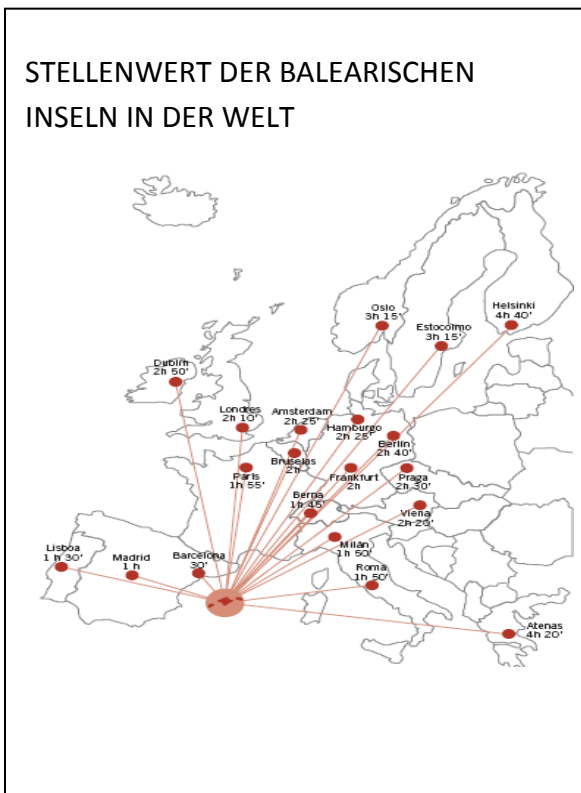 STELLENWERT DER BALEARISCHEN
INSELN IN DER WELT
Oslo
3h 15'
Estocolmo
3h 15'
Helsinki
4h 40'
Dublin
2h 50'
Londres
2h 10'
Amsterdam
2h 25'
Hamburgo
2h 25'
Berlín
2h 40'
Bruselas
2h
París
1h 55'
Frankfurt
2h
Praga
2h 30'
Berna
1h 45'
Viena
2h 20'
Milán
1h 50'
Lisboa
1 h 30'
Madrid
1 h
Barcelona
30'
Roma
1h 50'
Atenas
4h 20'